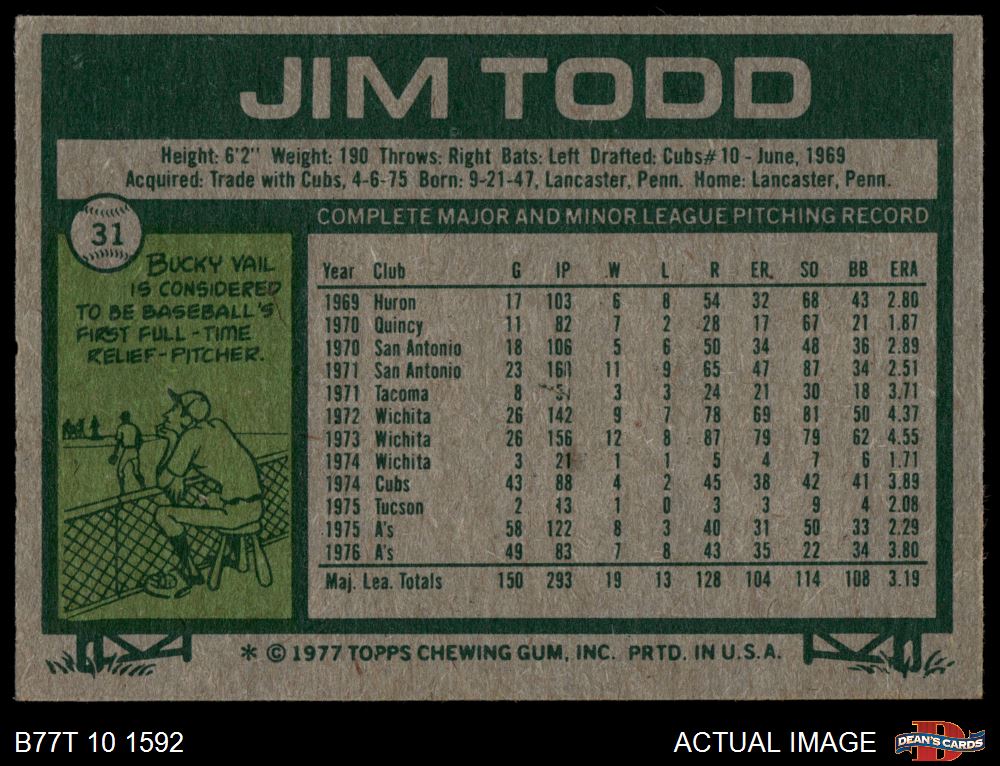 JIM TODD
Height: 6'2" Weight: 190 Throws: Right Bats: Left Drafted: Cubs#10 - June, 1969
Acquired: Trade with Cubs, 4-6-75 Born: 9-21-47, Lancaster, Penn. Home: Lancaster, Penn.
31
BUCKY VAIL
IS CONSIDERED
TO BE BASEBALL'S
FIRST FULL-TIME
RELIEF-PITCHER.
COMPLETE MAJOR AND MINOR LEAGUE PITCHING RECORD
Year Club G IP W L R ER SO BB ERA
1969 Huron 17 103 6 8 54 32 68 43 2.80
1970 Quincy 11 82 7 2 28 17 67 21 1.87
1970 San Antonio 18 106 5 6 50 34 48 36 2.89
1971 San Antonio 23 11 9 65 47 87 34 2.51
1971 Tacoma 8 3 3 24 21 30 18 3.71
1972 Wichita 26 142 9 7 78 69 81 50 4.37
1973 Wichita 26 156 12 8 87 79 79 62 4.55
1974 Wichita 3 21 1 1 5 4 7 6 1.71
1974 Cubs 43 88 4 2 45 38 42 41 3.89
1975 Tucson 2 13 1 0 3 3 9 4 2.08
1975 A's 58 122 8 3 40 31 50 33 2.29
1976 A's 49 83 7 8 43 35 22 34 3.80
Maj. Lea. Totals 150 293 19 13 128 104 114 108 3.19
* © 1977 TOPPS CHEWING GUM, INC. PRTD. IN U.S.A.
B77T 10 1592
ACTUAL IMAGE
DEAN'S CARDS